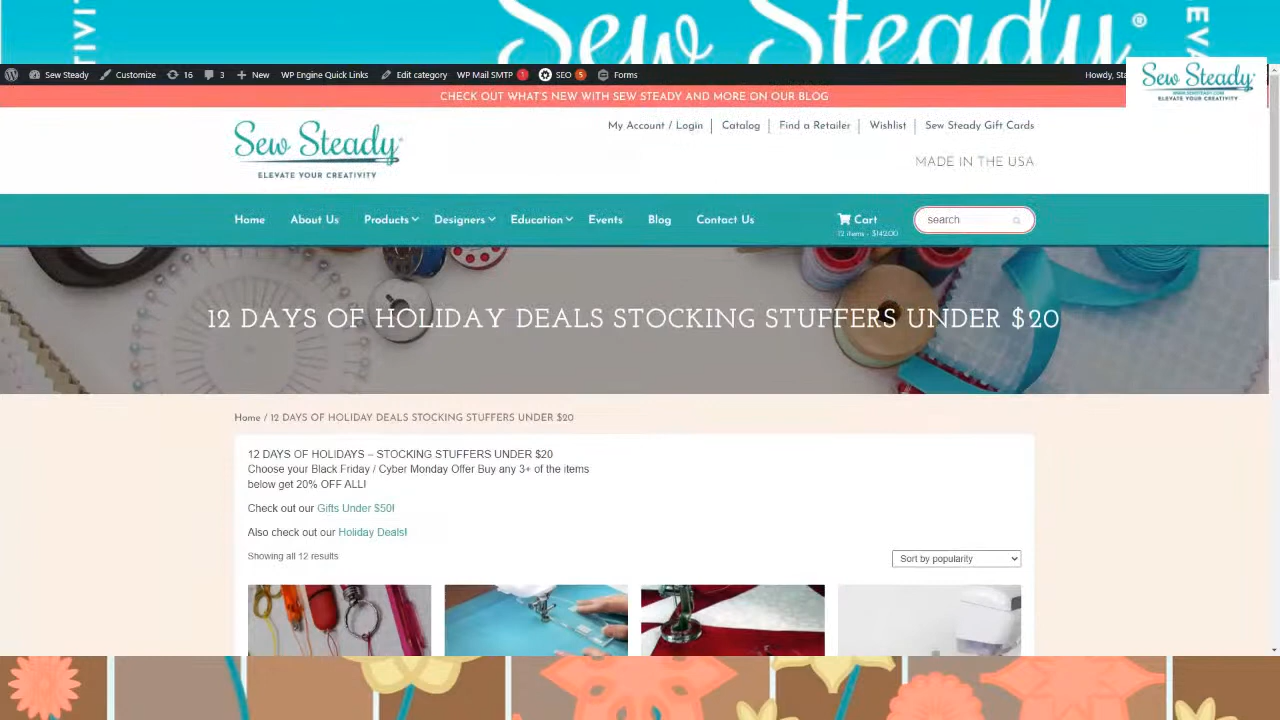 Sew Steady®
Sew Steady
Customize
16
3
New
WP Engine Quick Links
Edit category
WP Mail SMTP 1
SEO 5
Forms
Howdy,
Sew Steady
WWW.SEWSTEADY.COM
ELEVATE YOUR CREATIVITY
CHECK OUT WHAT'S NEW WITH SEW STEADY AND MORE ON OUR BLOG
Sew Steady
ELEVATE YOUR CREATIVITY
My Account / Login
Catalog
Find a Retailer
Wishlist
Sew Steady Gift Cards
MADE IN THE USA
Home
About Us
Products
Designers
Education
Events
Blog
Contact Us
Cart
12 items - $142.00
search
12 DAYS OF HOLIDAY DEALS STOCKING STUFFERS UNDER $20
Home / 12 DAYS OF HOLIDAY DEALS STOCKING STUFFERS UNDER $20
12 DAYS OF HOLIDAYS – STOCKING STUFFERS UNDER $20
Choose your Black Friday / Cyber Monday Offer Buy any 3+ of the items
below get 20% OFF ALL!
Check out our Gifts Under $50!
Also check out our Holiday Deals!
Showing all 12 results
Sort by popularity